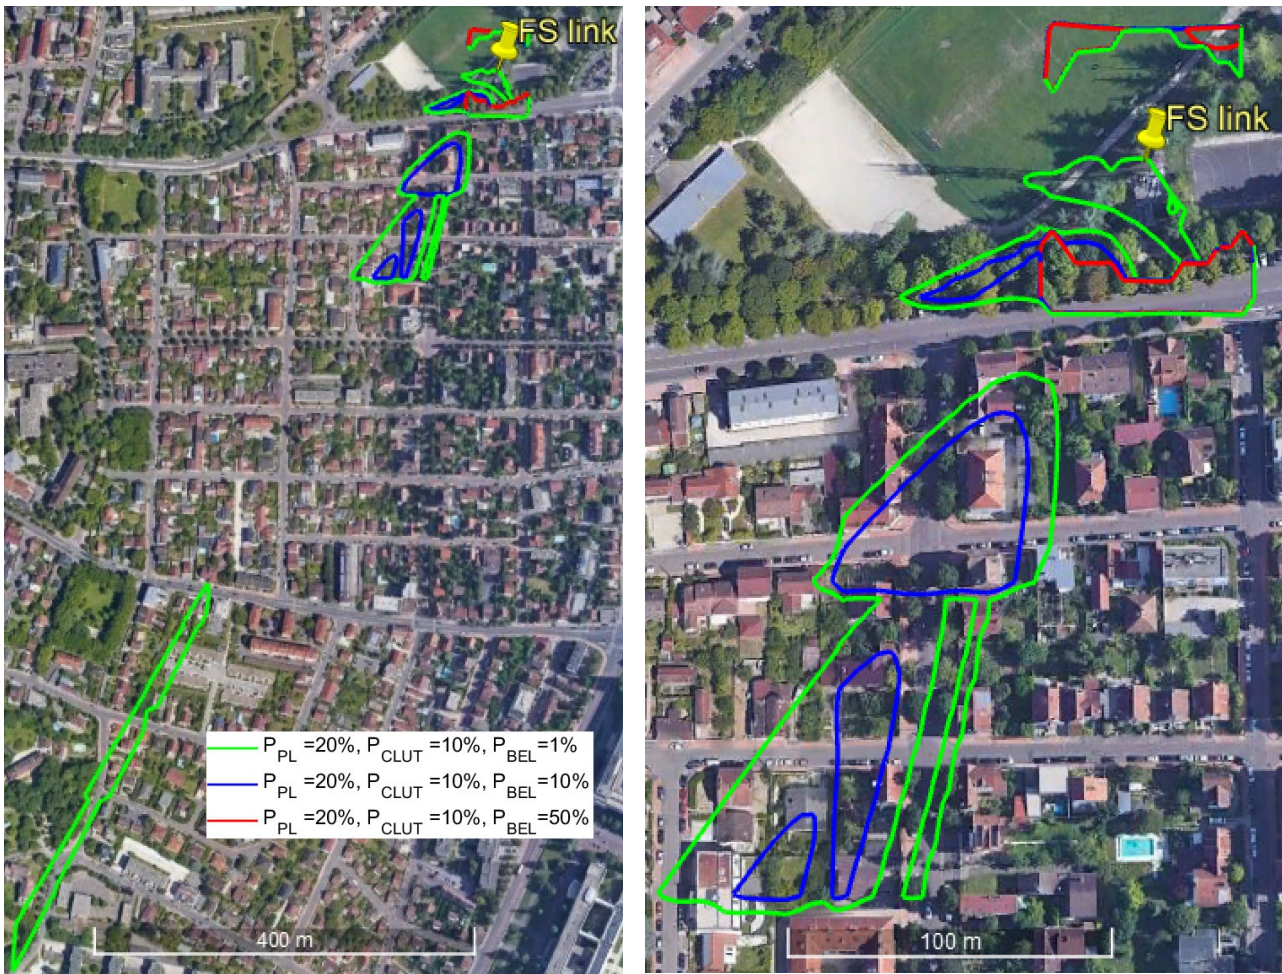 FS link
FS link
P_PL =20%, P_CLUT =10%, P_BEL=1%
P_PL =20%, P_CLUT =10%, P_BEL=10%
P_PL =20%, P_CLUT =10%, P_BEL=50%
400 m
100 m